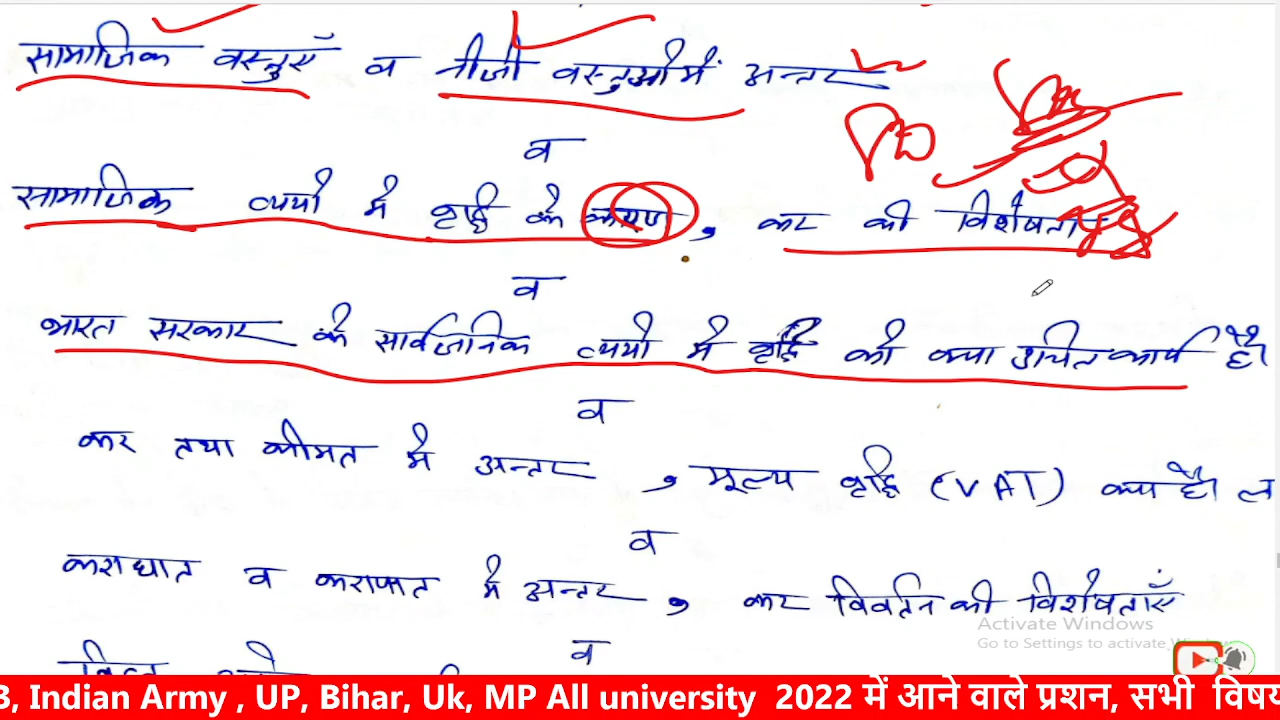 सामाजिक वस्तुएँ व नीजी वस्तुओ में अन्तर
व
सामाजिक व्ययो मे वृद्धि के कारण , कर की विशेषता
व
भारत सरकार के सार्वजनिक व्ययो मे वृद्धि को क्या उचित कार्य है।
व
कर तथा कीमत मे अन्तर , मूल्य वृद्धि (VAT) क्या है। ल
व
कराघात व करापात मे अन्तर , कर विवर्तन की विशेषताएँ
व
Activate Windows
Go to Settings to activate
B, Indian Army , UP, Bihar, Uk, MP All university 2022 में आने वाले प्रशन, सभी विषय